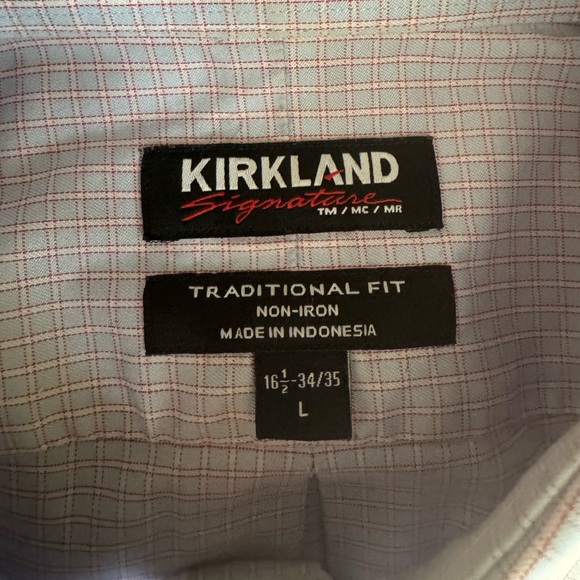 KIRKLAND
Signature
TM / MC / MR
TRADITIONAL FIT
NON-IRON
MADE IN INDONESIA
16½-34/35
L